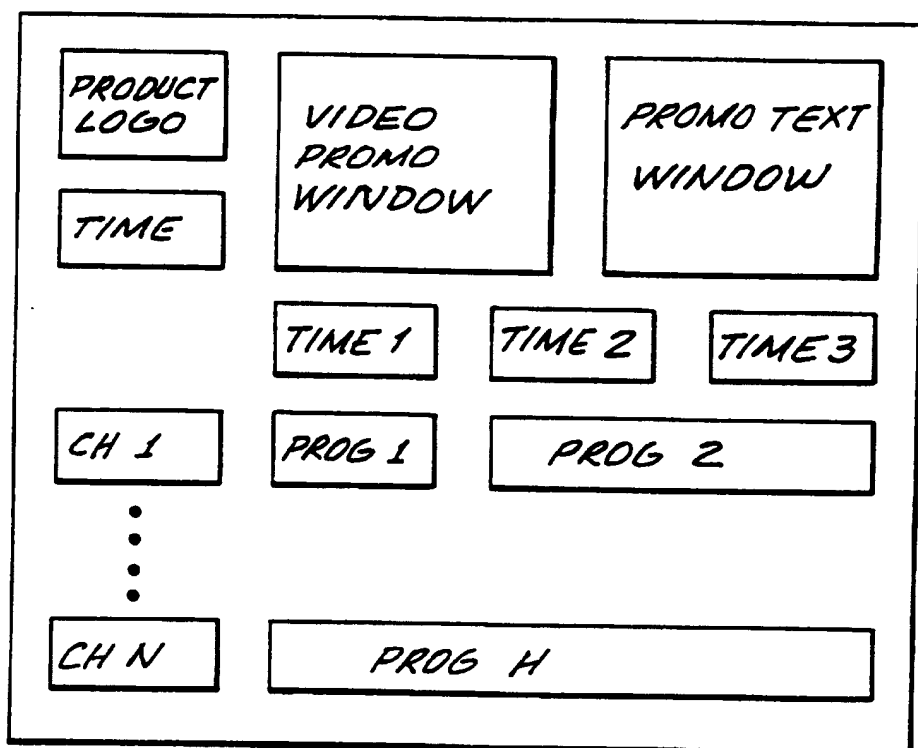 PRODUCT
LOGO
VIDEO
PROMO
WINDOW
PROMO TEXT
WINDOW
TIME
TIME 1
TIME 2
TIME 3
CH 1
PROG 1
PROG 2
CH N
PROG H